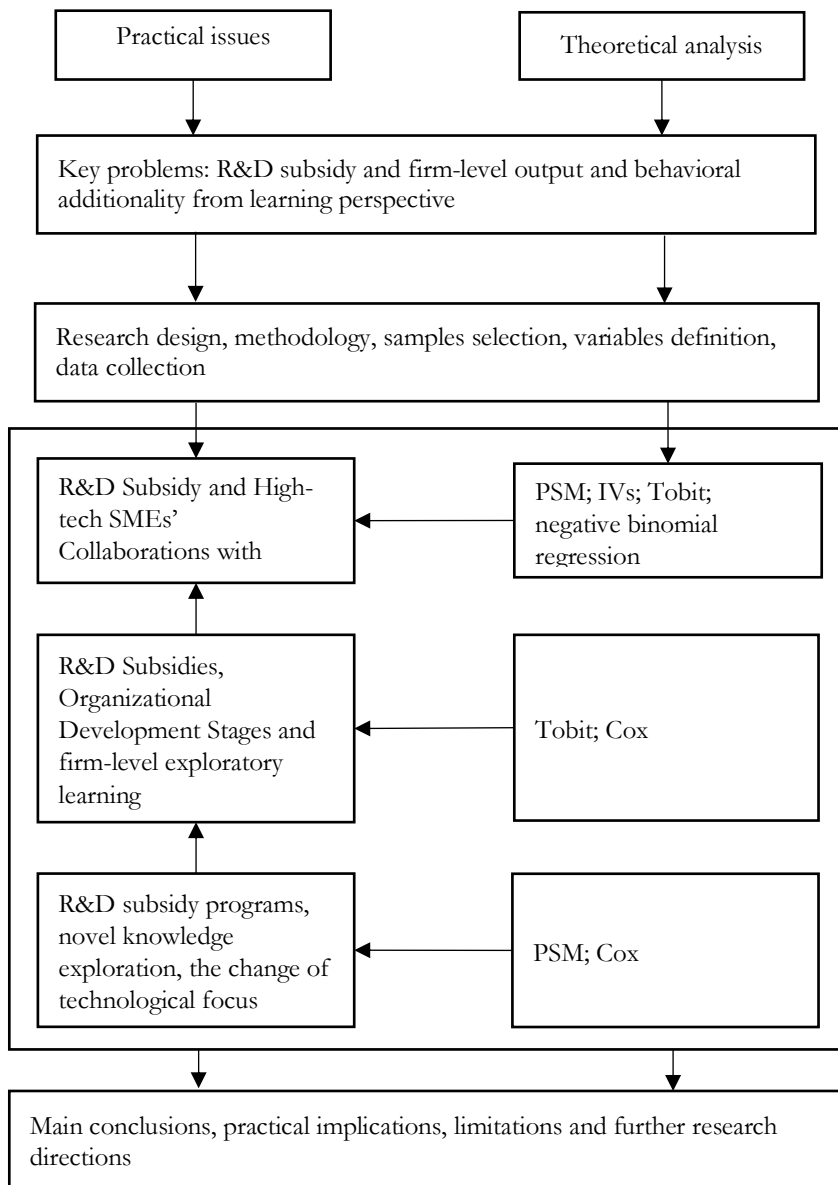 Practical issues
Theoretical analysis
Key problems: R&D subsidy and firm-level output and behavioral
additionality from learning perspective
Research design, methodology, samples selection, variables definition,
data collection
R&D Subsidy and High-
tech SMEs’
Collaborations with
PSM; IVs; Tobit;
negative binomial
regression
R&D Subsidies,
Organizational
Development Stages and
firm-level exploratory
learning
Tobit; Cox
R&D subsidy programs,
novel knowledge
exploration, the change of
technological focus
PSM; Cox
Main conclusions, practical implications, limitations and further research
directions